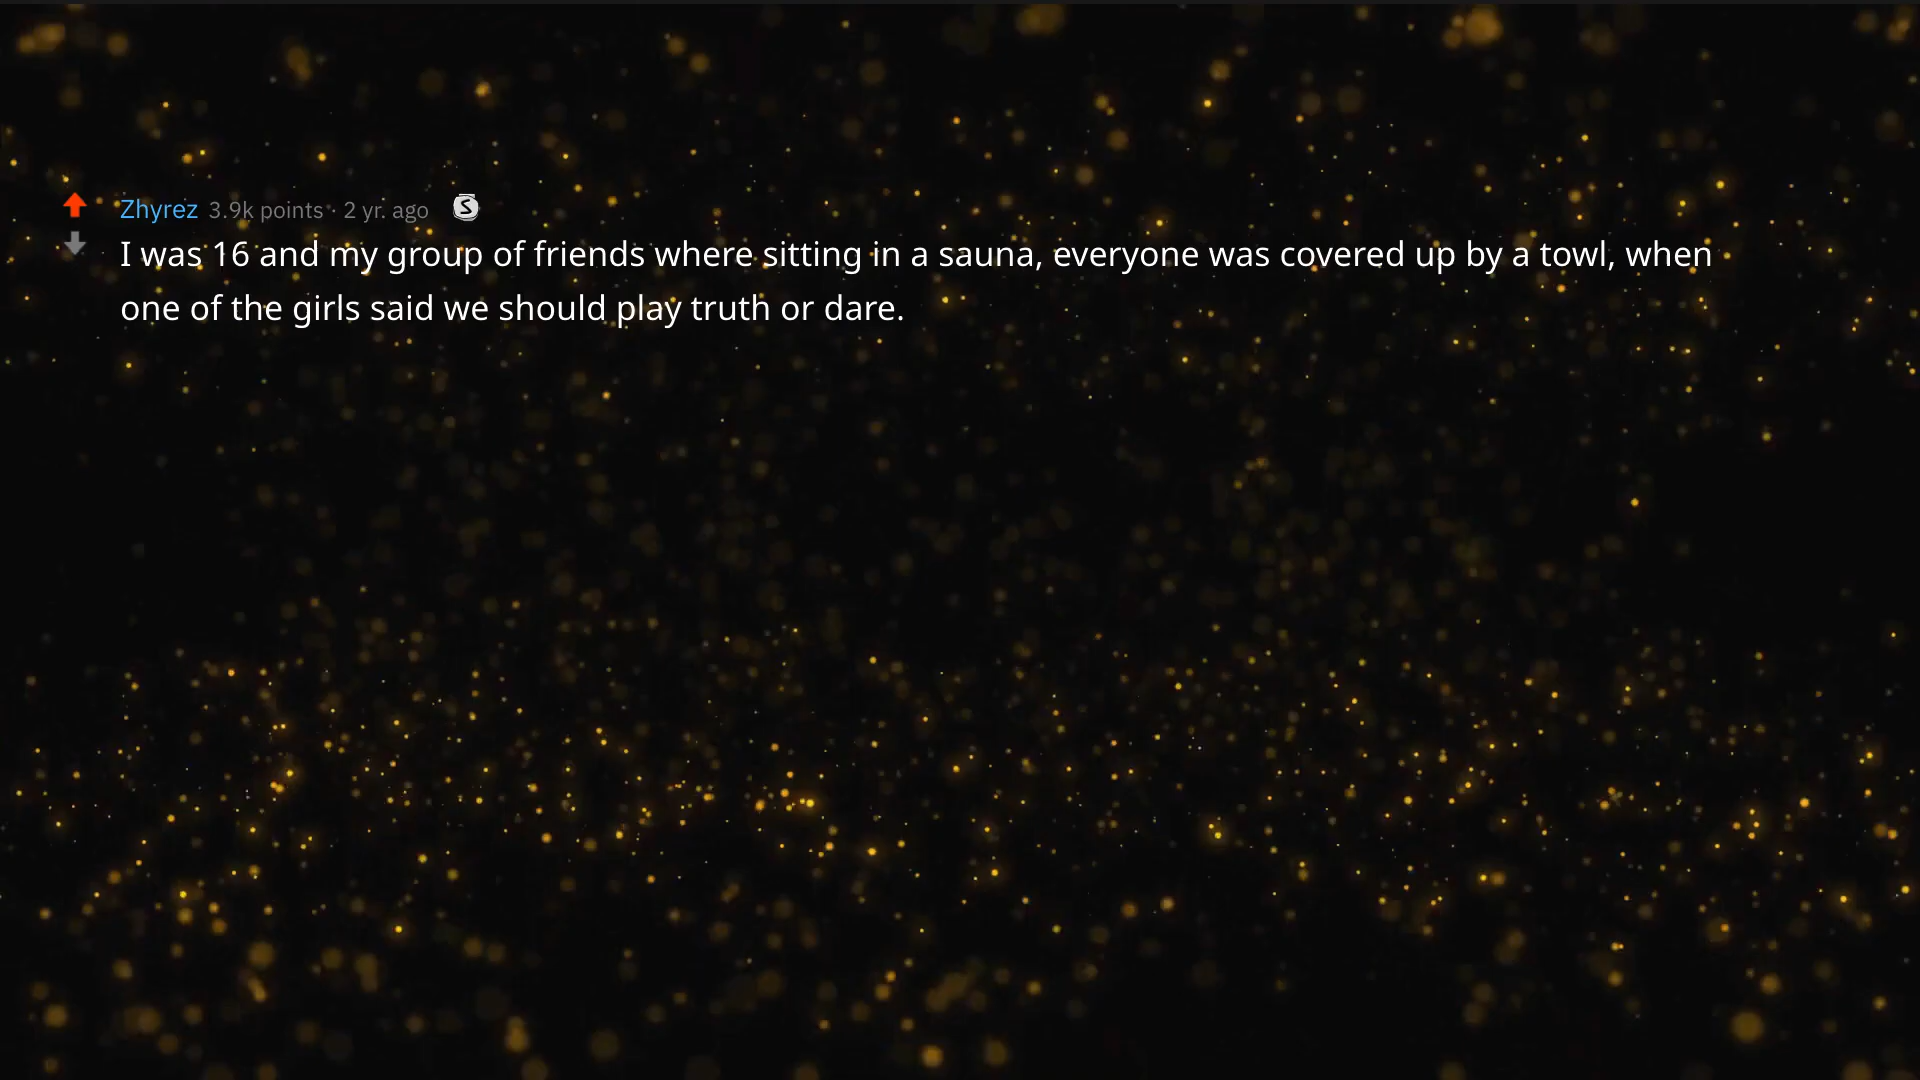 Zhyrez 3.9k points · 2 yr. ago S
I was 16 and my group of friends where sitting in a sauna, everyone was covered up by a towl, when
one of the girls said we should play truth or dare.